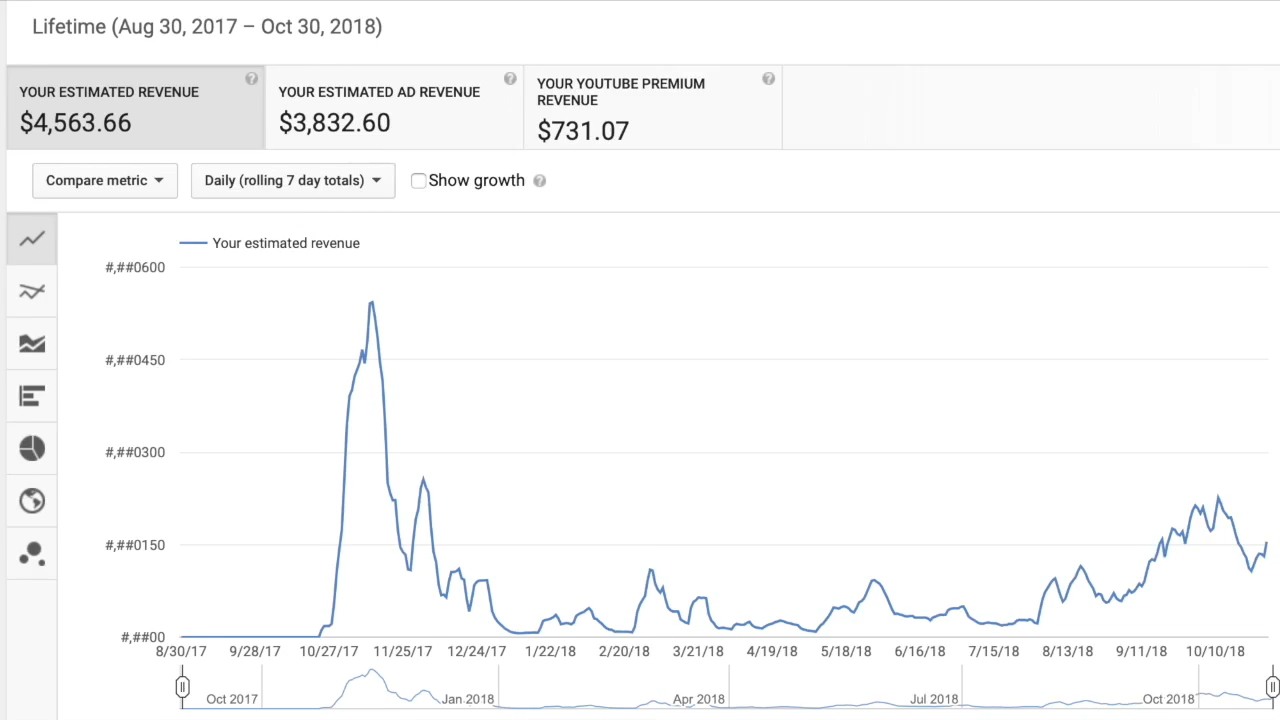 Lifetime (Aug 30, 2017 – Oct 30, 2018)
YOUR ESTIMATED REVENUE
$4,563.66
YOUR ESTIMATED AD REVENUE
$3,832.60
YOUR YOUTUBE PREMIUM
REVENUE
$731.07
Compare metric
Daily (rolling 7 day totals)
Show growth
Your estimated revenue
#,##0600
#,##0450
#,##0300
#,##0150
#,##00
8/30/17 9/28/17 10/27/17 11/25/17 12/24/17 1/22/18 2/20/18 3/21/18 4/19/18 5/18/18 6/16/18 7/15/18 8/13/18 9/11/18 10/10/18
Oct 2017 Jan 2018 Apr 2018 Jul 2018 Oct 2018